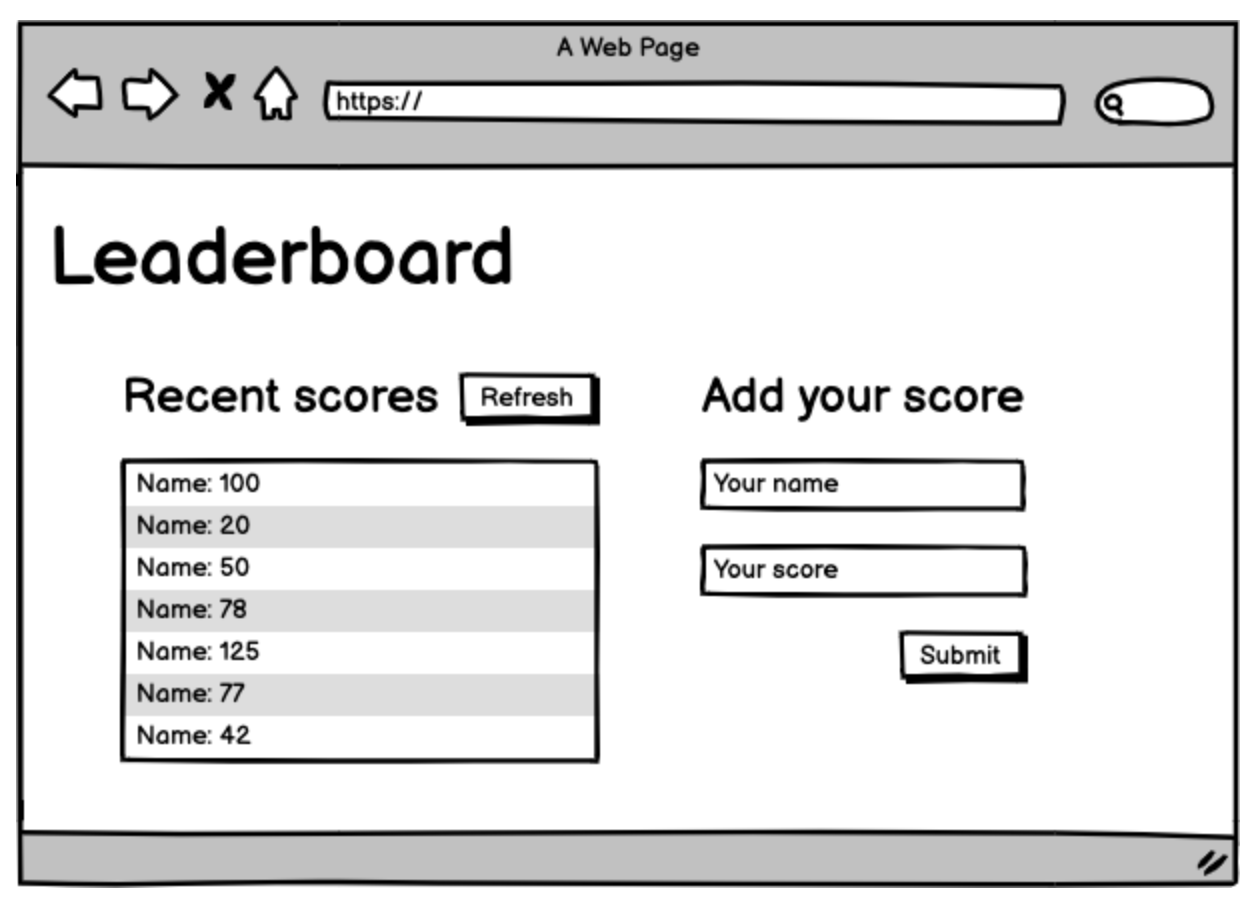 A Web Page
https://
Leaderboard
Recent scores
Refresh
Name: 100
Name: 20
Name: 50
Name: 78
Name: 125
Name: 77
Name: 42
Add your score
Your name
Your score
Submit